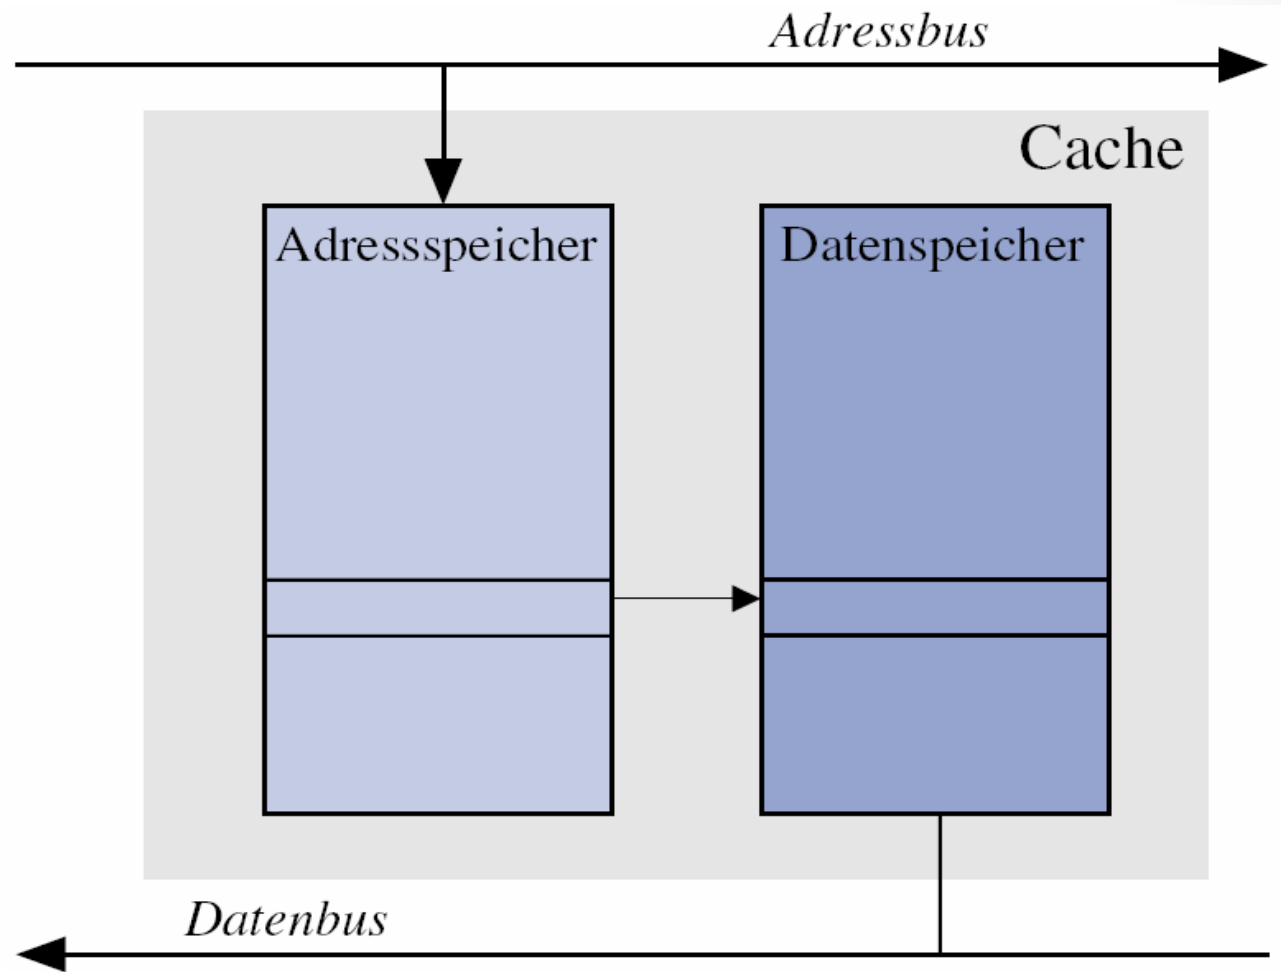 Adressbus
Cache
Adressspeicher
Datenspeicher
Datenbus